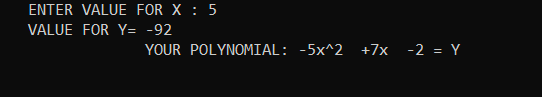 ENTER VALUE FOR X : 5
VALUE FOR Y= -92
YOUR POLYNOMIAL: -5x^2  +7x  -2 = Y